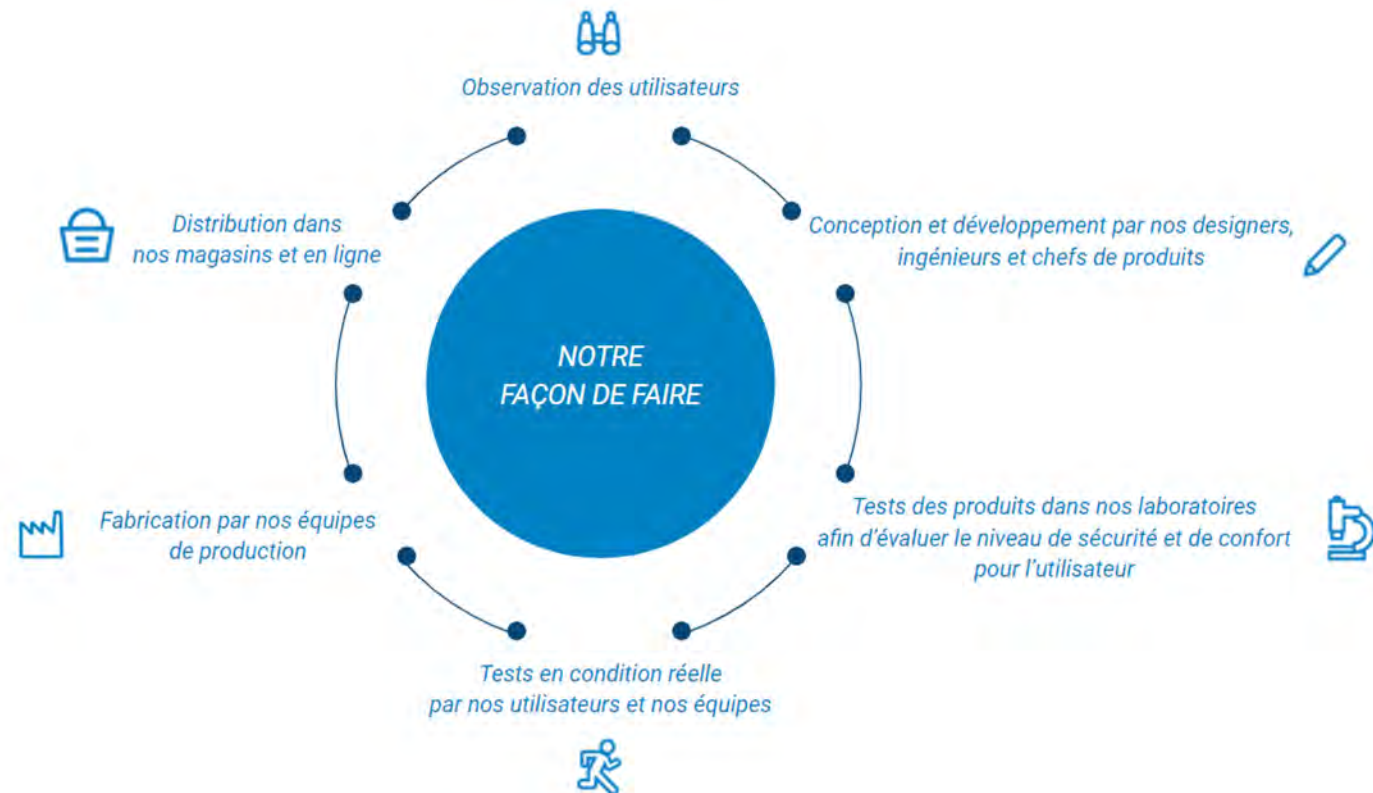 Observation des utilisateurs
Conception et développement par nos designers,
ingénieurs et chefs de produits
Tests des produits dans nos laboratoires
afin d'évaluer le niveau de sécurité et de confort
pour l'utilisateur
Tests en condition réelle
par nos utilisateurs et nos équipes
Fabrication par nos équipes
de production
Distribution dans
nos magasins et en ligne
NOTRE
FAÇON DE FAIRE